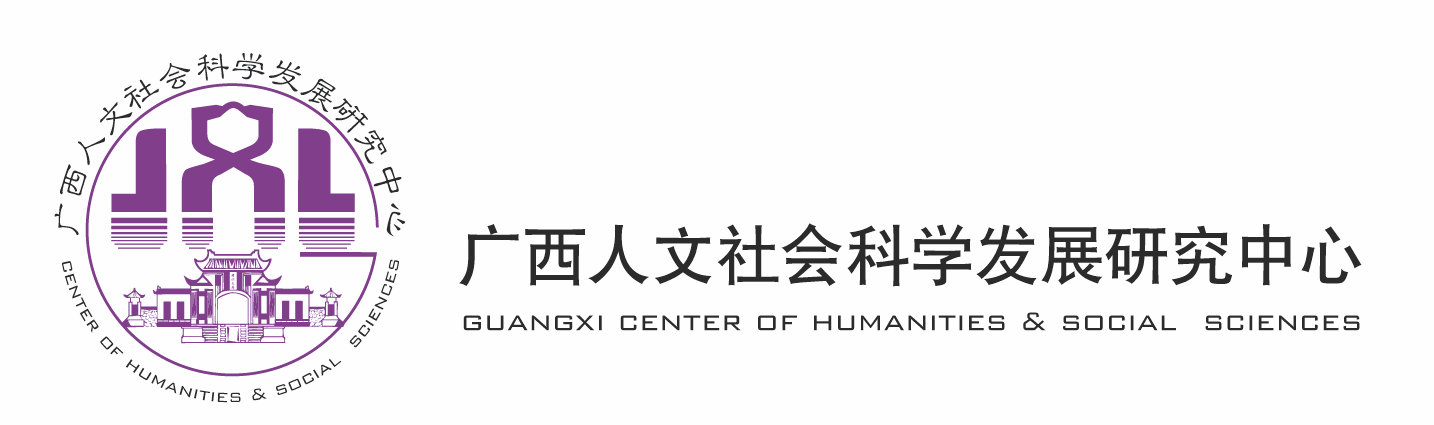 广西人文社会科学发展研究中心
CENTER OF HUMANITIES & SOCIAL SCIENCES
广西人文社会科学发展研究中心
GUANGXI CENTER OF HUMANITIES & SOCIAL SCIENCES